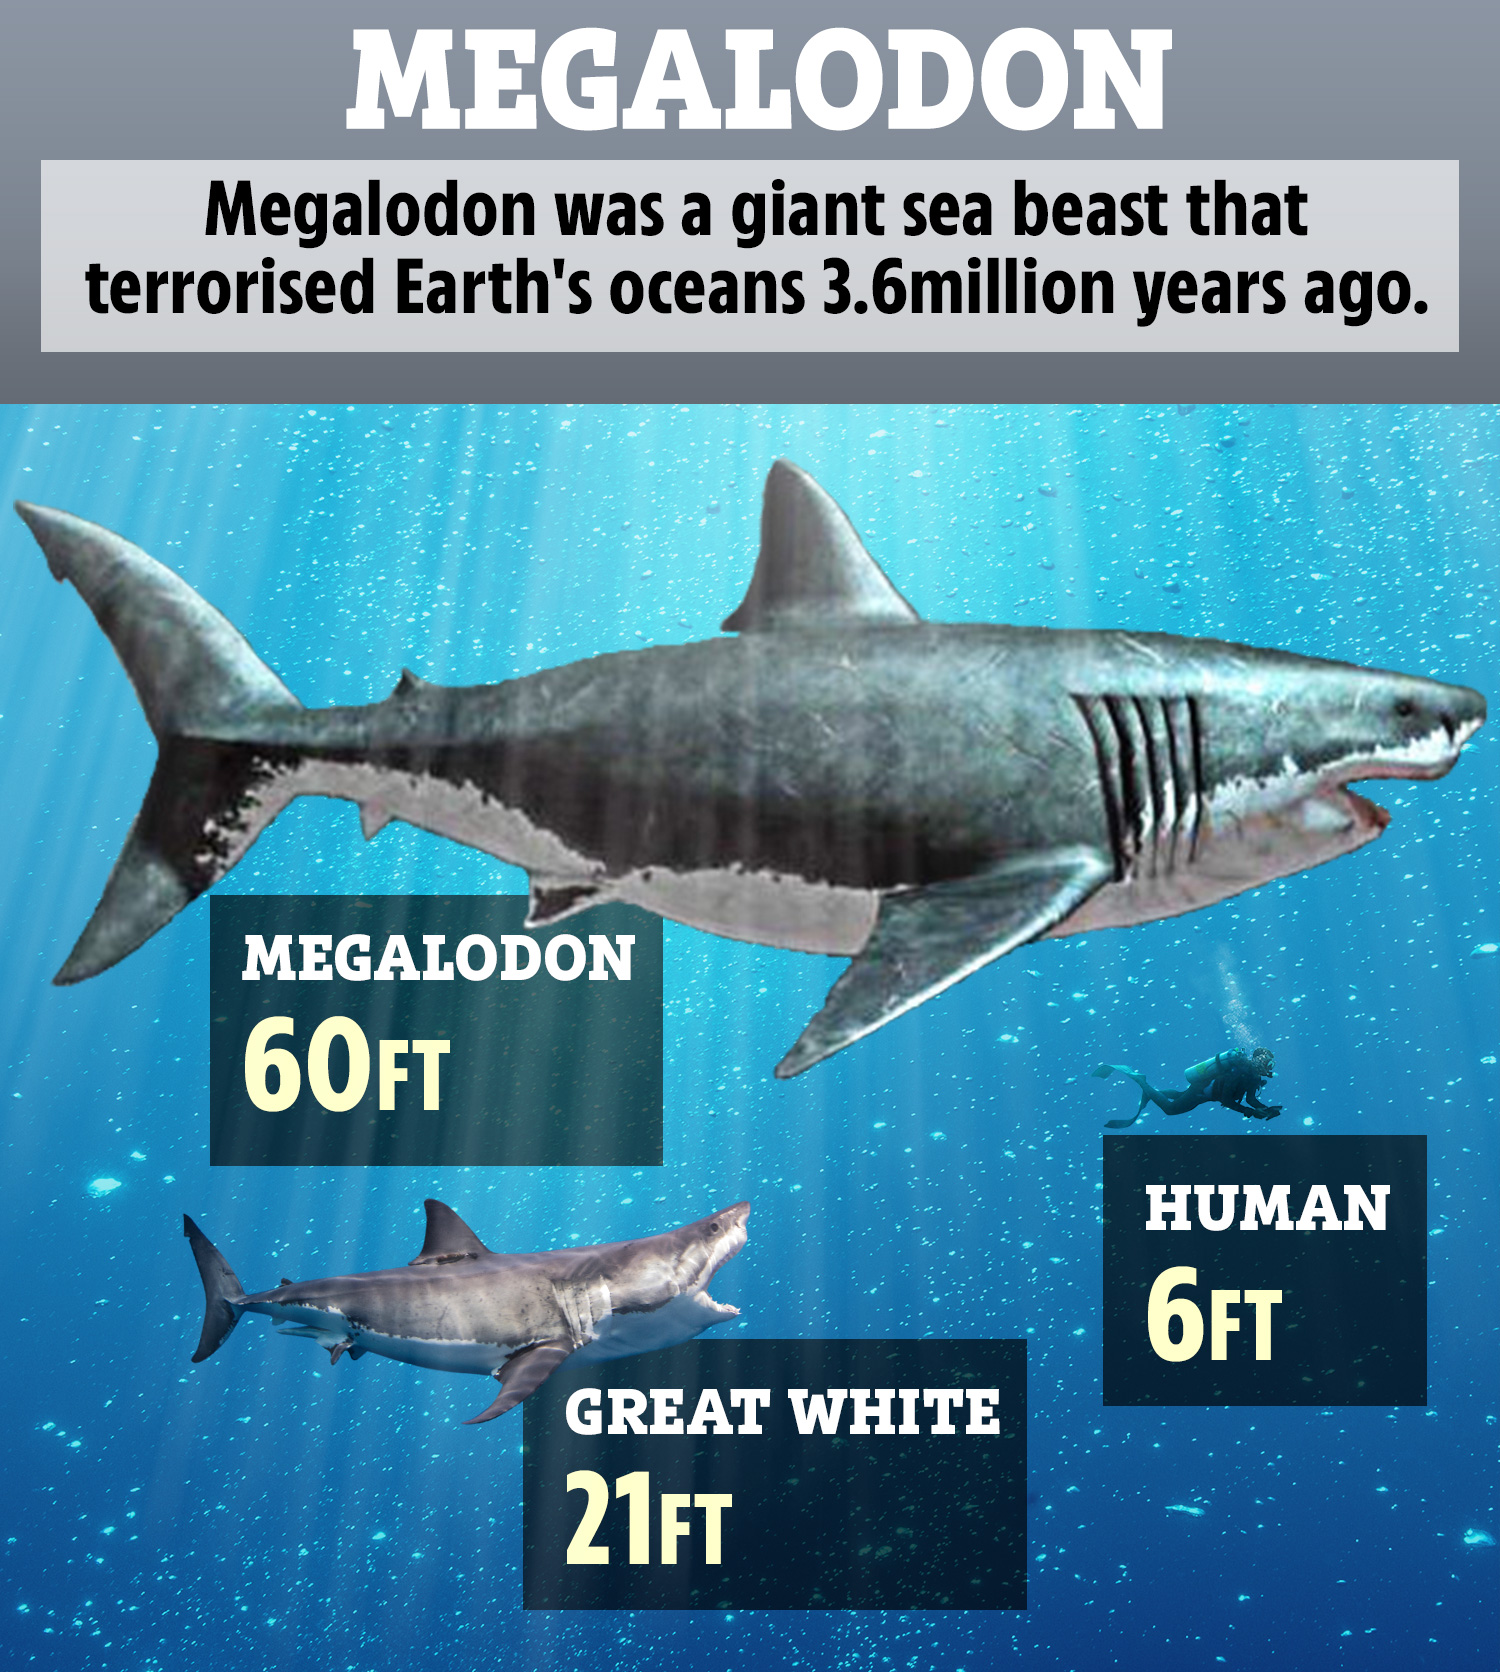 MEGALODON
Megalodon was a giant sea beast that
terrorised Earth's oceans 3.6million years ago.
MEGALODON
60FT
HUMAN
6FT
GREAT WHITE
21FT